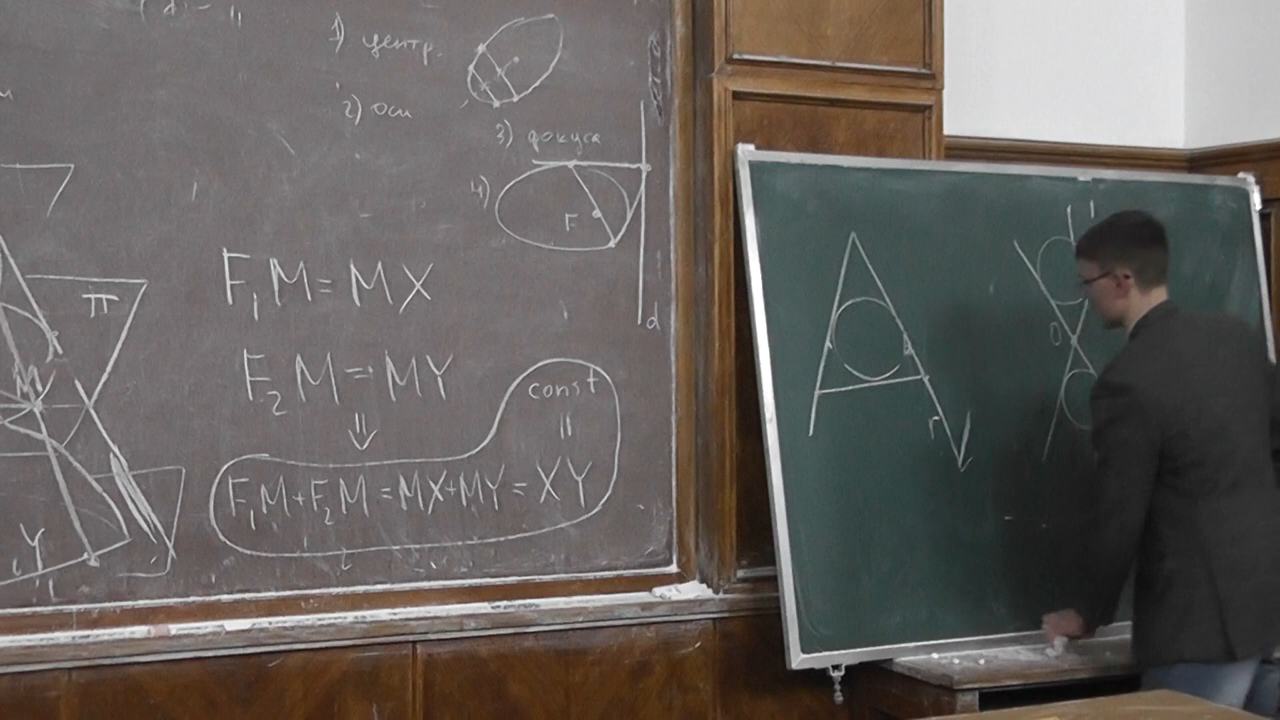 1) центр.
2) оси
3) фокуса
4)
F
d
π
M
Y
F₁M = MX
F₂M = MY
⇓
const
||
F₁M + F₂M = MX + MY = XY
d'
O
r